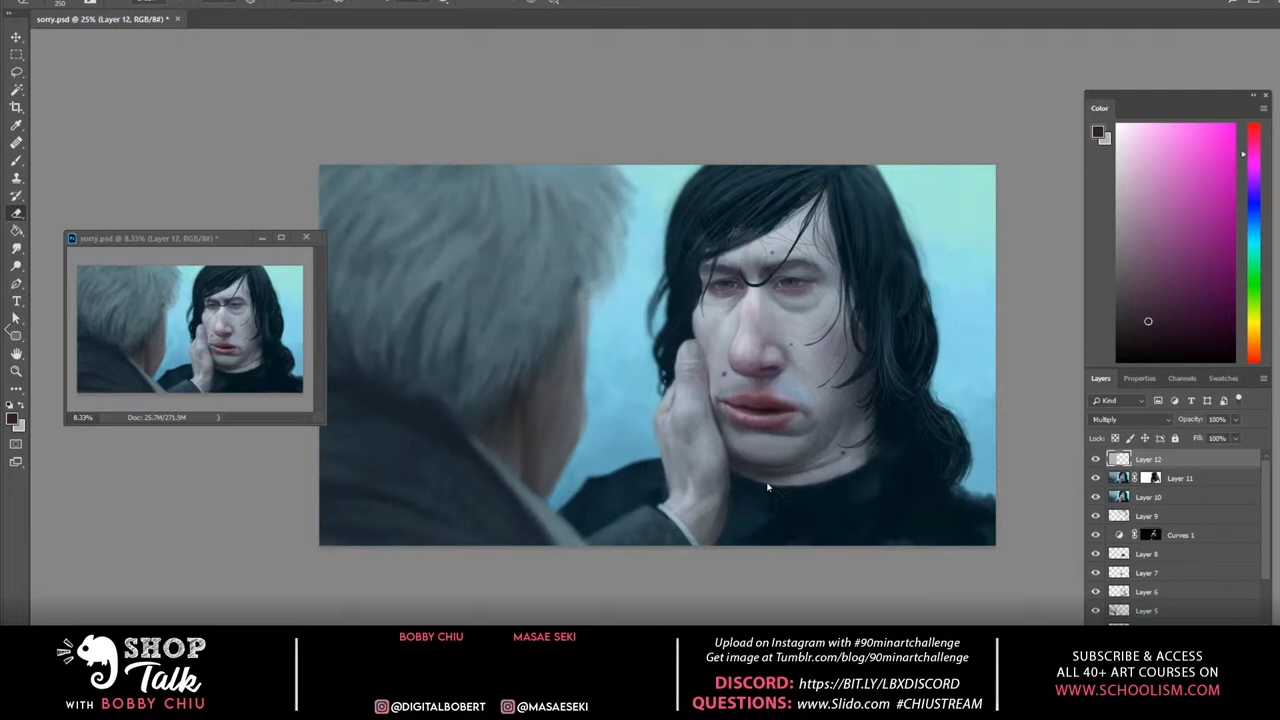 250
sorry.psd @ 25% (Layer 12, RGB/8#) *
sorry.psd @ 8.33% (Layer 12, RGB/8#) *
8.33%
Doc: 25.7M/271.9M
Color
Layers
Properties
Channels
Swatches
Kind
Multiply
Opacity: 100%
Lock:
Fill: 100%
Layer 12
Layer 11
Layer 10
Layer 9
Curves 1
Layer 8
Layer 7
Layer 6
Layer 5
SHOP
Talk
WITH BOBBY CHIU
BOBBY CHIU
MASAE SEKI
@DIGITALBOBERT
@MASAESEKI
Upload on Instagram with #90minartchallenge
Get image at Tumblr.com/blog/90minartchallenge
DISCORD: https://BIT.LY/LBXDISCORD
QUESTIONS: www.Slido.com #CHIUSTREAM
SUBSCRIBE & ACCESS
ALL 40+ ART COURSES ON
WWW.SCHOOLISM.COM